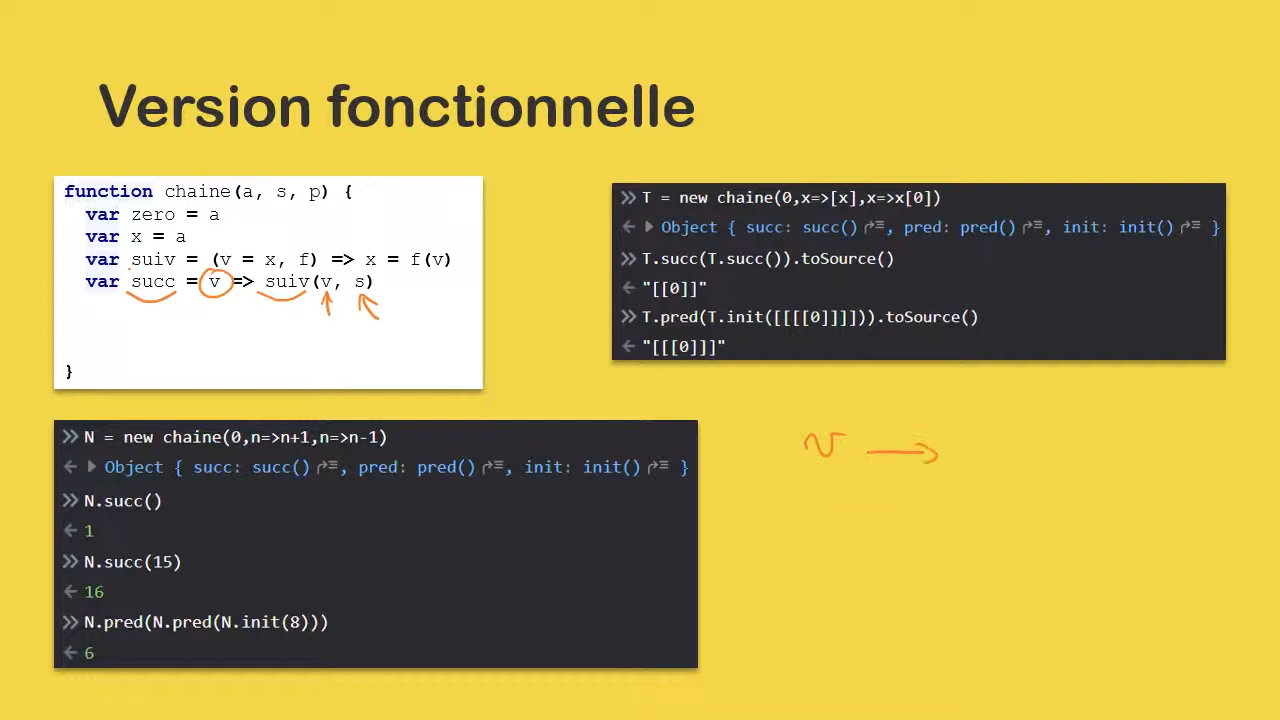 Version fonctionnelle
function chaine(a, s, p) {
var zero = a
var x = a
var suiv = (v = x, f) => x = f(v)
var succ = v => suiv(v, s)
}
T = new chaine(0,x=>[x],x=>x[0])
Object { succ: succ(), pred: pred(), init: init() }
T.succ(T.succ()).toSource()
"[[0]]"
T.pred(T.init([[[[0]]]])).toSource()
"[[[0]]]"
N = new chaine(0,n=>n+1,n=>n-1)
Object { succ: succ(), pred: pred(), init: init() }
N.succ()
1
N.succ(15)
16
N.pred(N.pred(N.init(8)))
6
v →